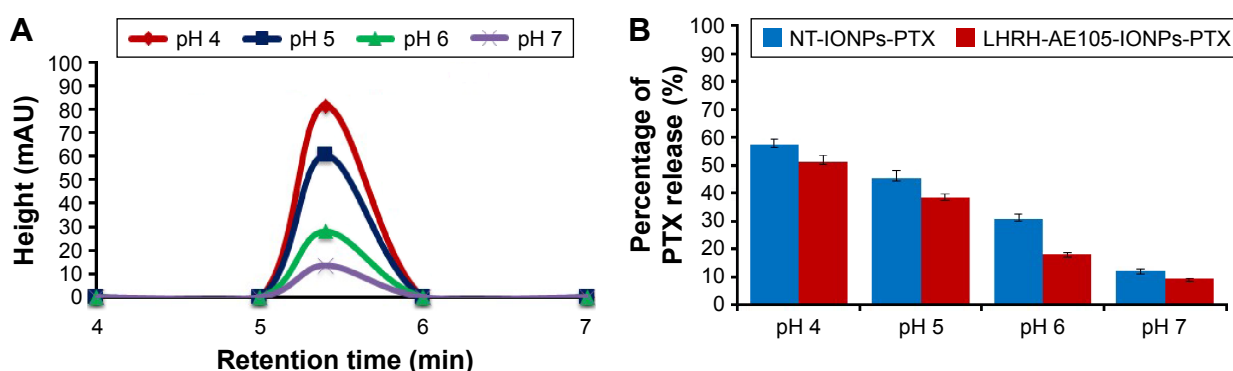 A
pH 4 pH 5 pH 6 pH 7
Height (mAU)
100
90
80
70
60
50
40
30
20
10
0
4 5 6 7
Retention time (min)
B
NT-IONPs-PTX LHRH-AE105-IONPs-PTX
Percentage of
PTX release (%)
100
90
80
70
60
50
40
30
20
10
0
pH 4 pH 5 pH 6 pH 7